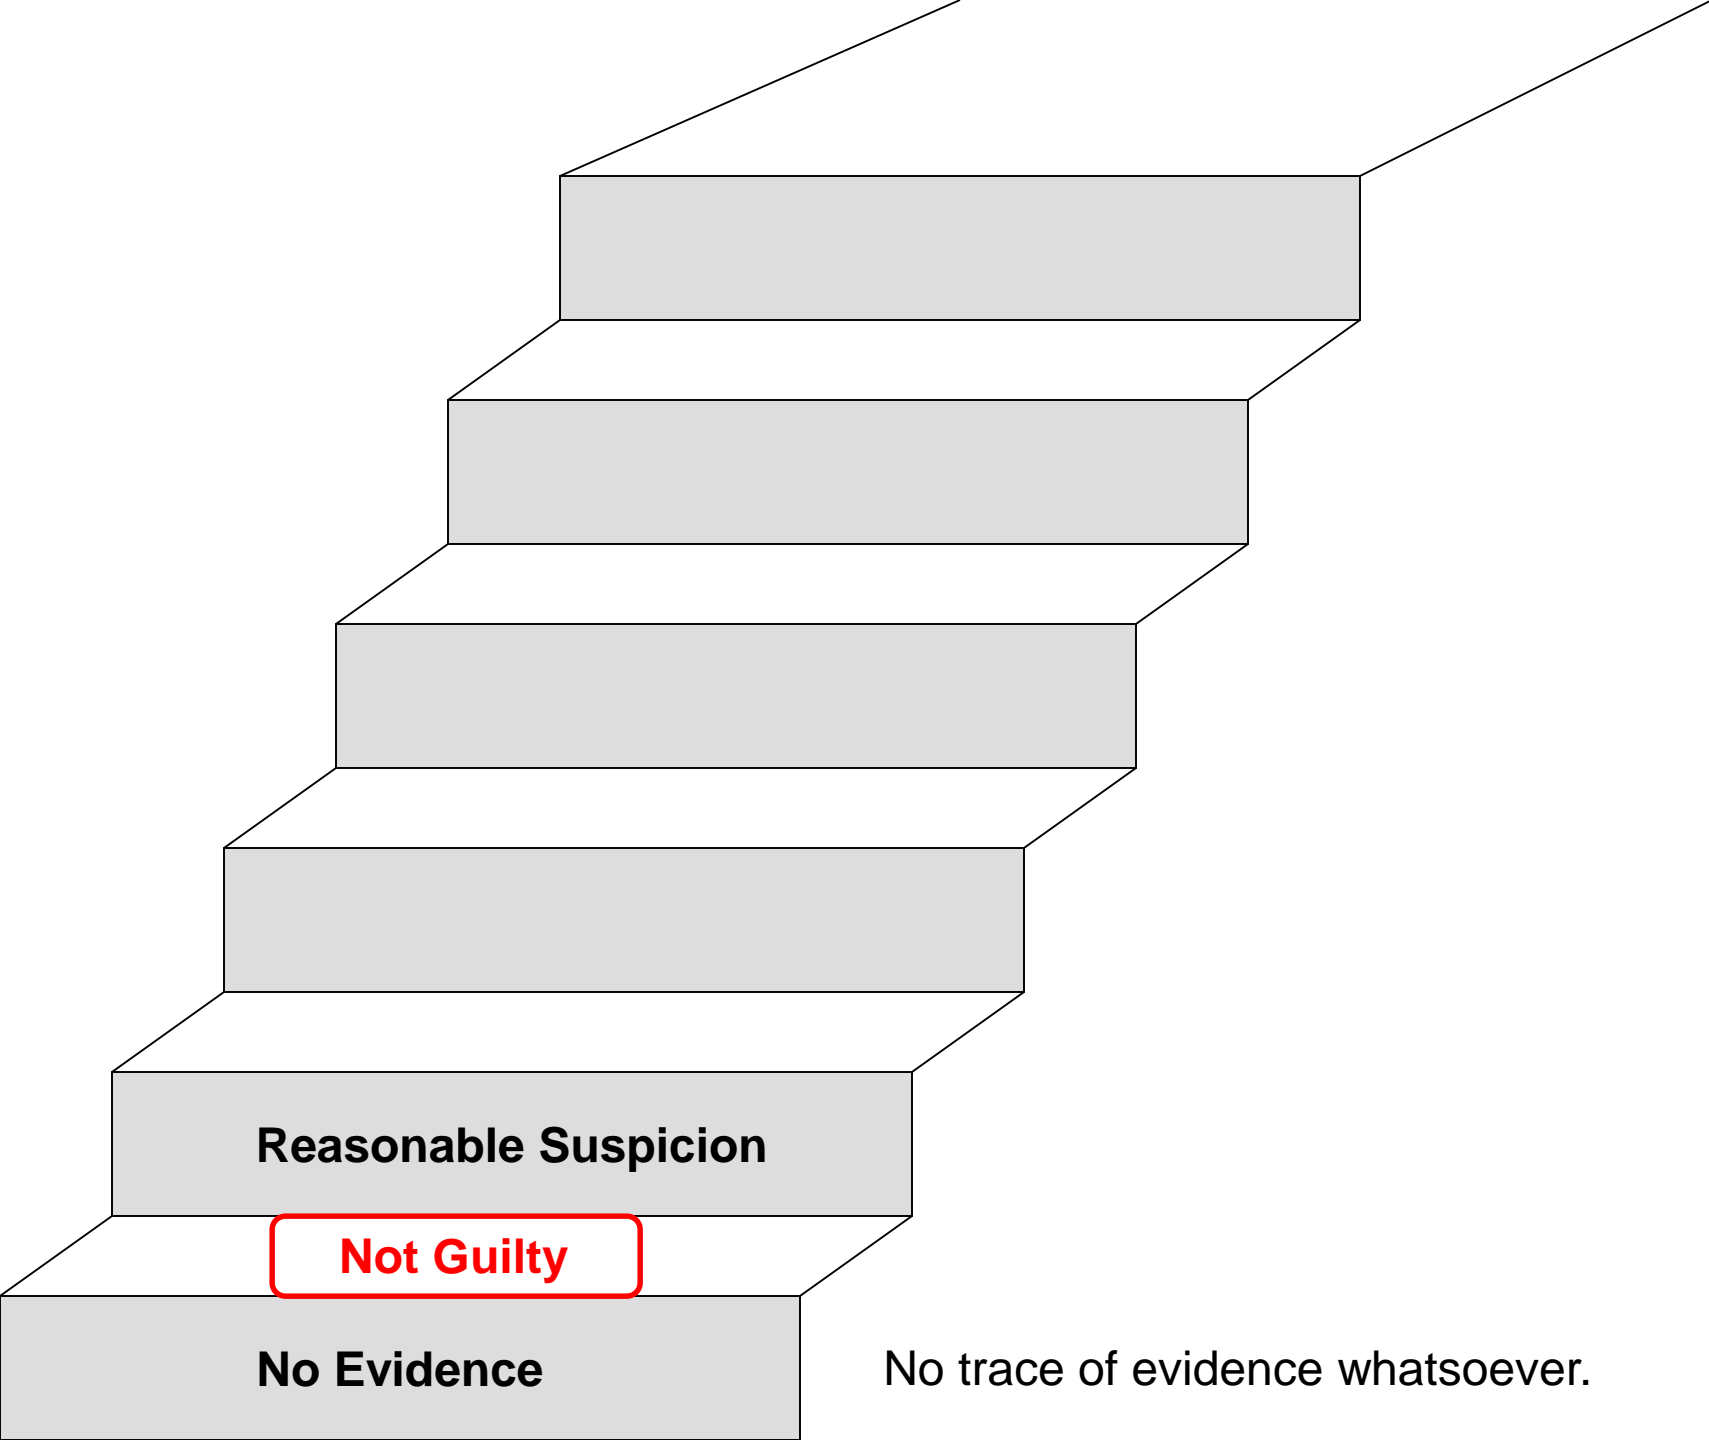 Reasonable Suspicion
Not Guilty
No Evidence
No trace of evidence whatsoever.